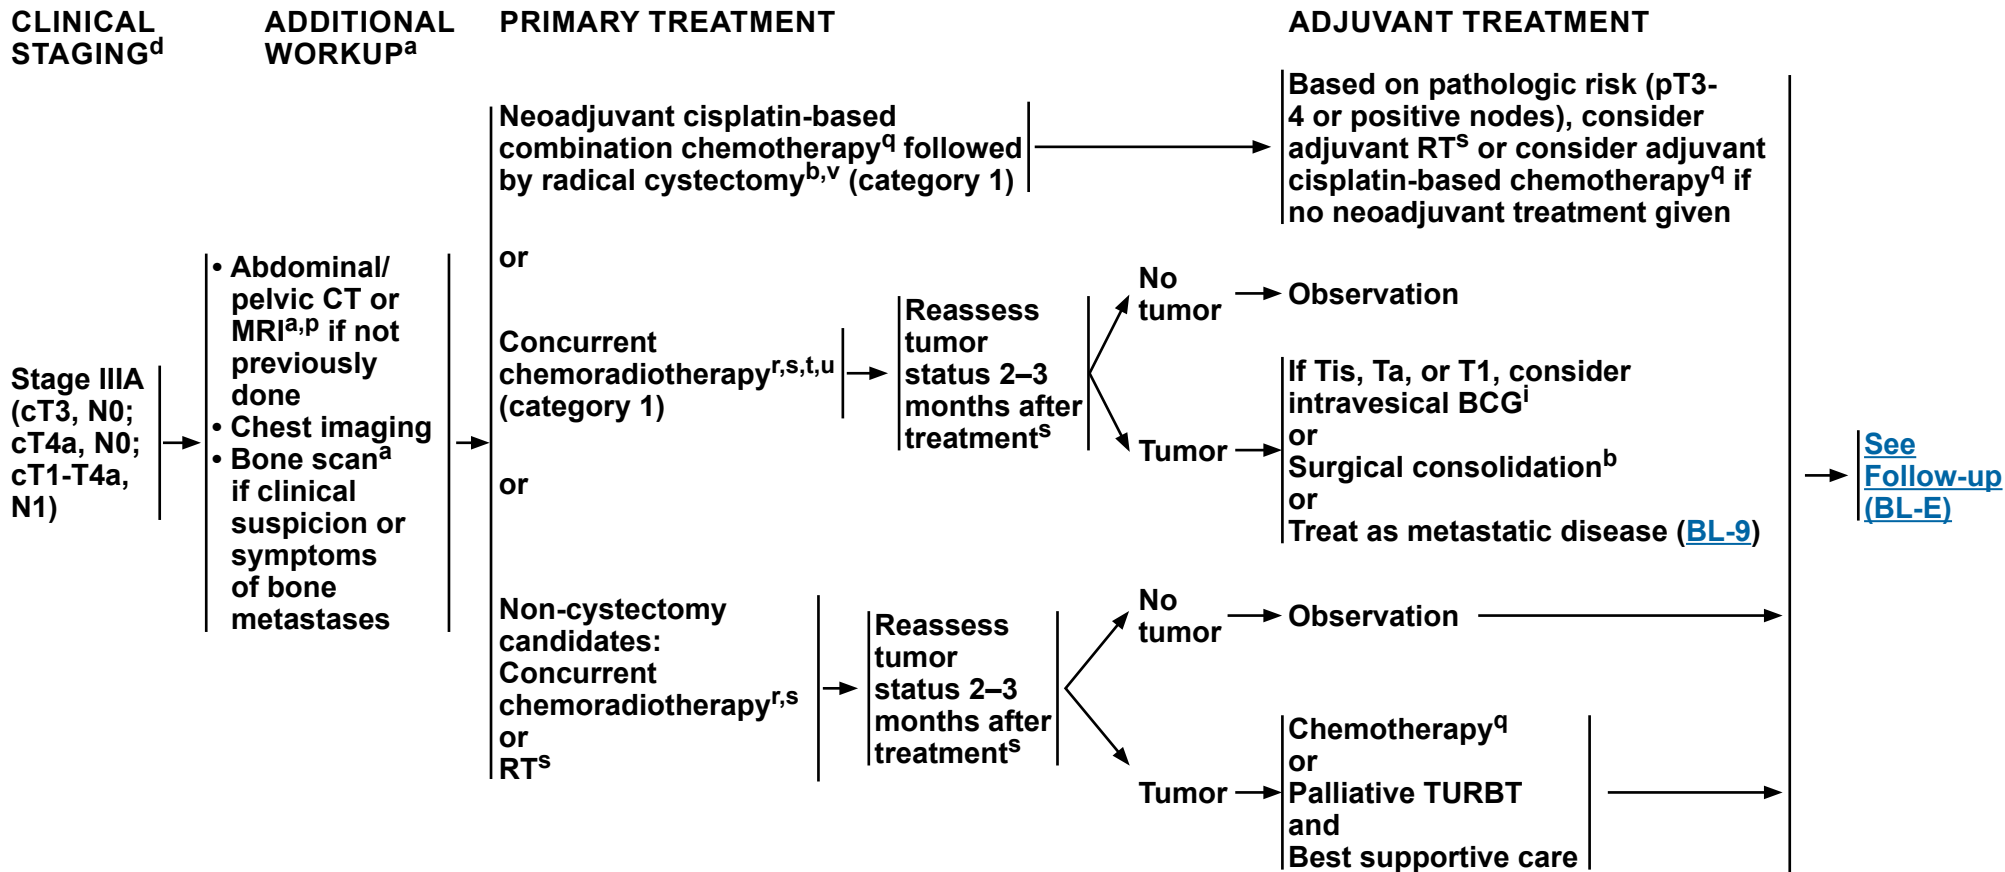 CLINICAL
STAGINGd
ADDITIONAL
WORKUPa
PRIMARY TREATMENT
ADJUVANT TREATMENT
Stage IIIA
(cT3, N0;
cT4a, N0;
cT1-T4a,
N1)
• Abdominal/
pelvic CT or
MRIa,p if not
previously
done
• Chest imaging
• Bone scana
if clinical
suspicion or
symptoms
of bone
metastases
Neoadjuvant cisplatin-based
combination chemotherapyq followed
by radical cystectomyb,v (category 1)
Based on pathologic risk (pT3-
4 or positive nodes), consider
adjuvant RTs or consider adjuvant
cisplatin-based chemotherapyq if
no neoadjuvant treatment given
or
Concurrent
chemoradiotherapyr,s,t,u
(category 1)
Reassess
tumor
status 2–3
months after
treatments
No
tumor
Observation
Tumor
If Tis, Ta, or T1, consider
intravesical BCGi
or
Surgical consolidationb
or
Treat as metastatic disease (BL-9)
or
Non-cystectomy
candidates:
Concurrent
chemoradiotherapyr,s
or
RTs
Reassess
tumor
status 2–3
months after
treatments
No
tumor
Observation
Tumor
Chemotherapyq
or
Palliative TURBT
and
Best supportive care
See
Follow-up
(BL-E)